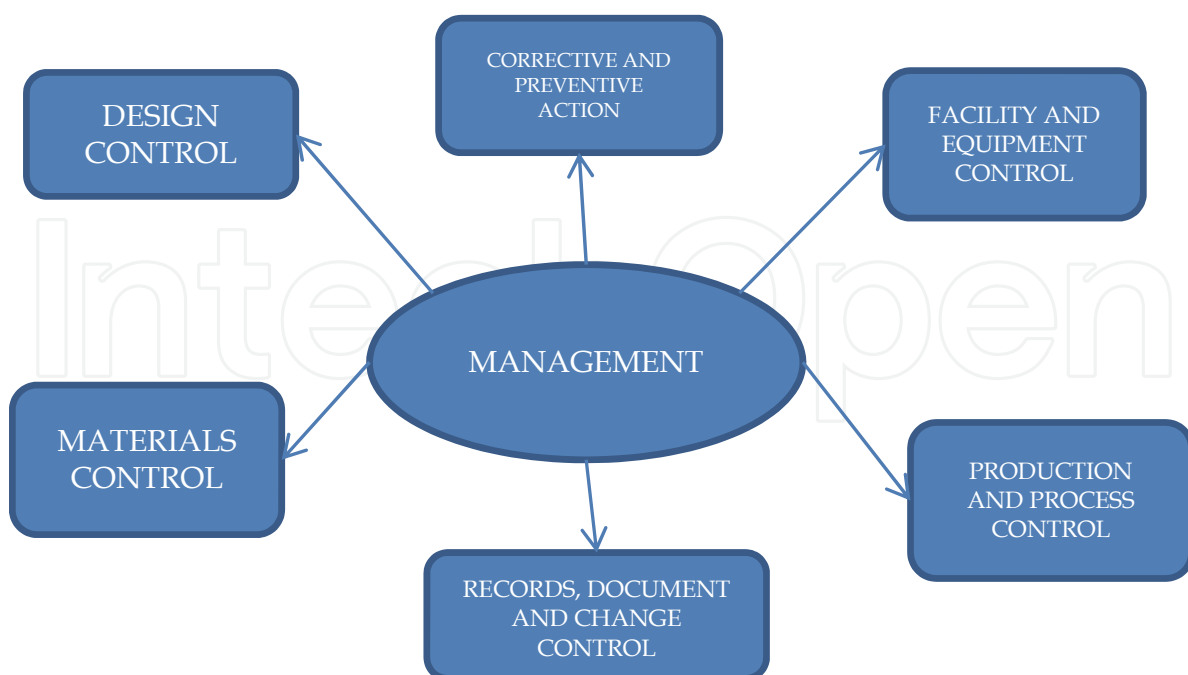 CORRECTIVE AND
PREVENTIVE
ACTION
DESIGN
CONTROL
FACILITY AND
EQUIPMENT
CONTROL
MANAGEMENT
MATERIALS
CONTROL
PRODUCTION
AND PROCESS
CONTROL
RECORDS, DOCUMENT
AND CHANGE
CONTROL